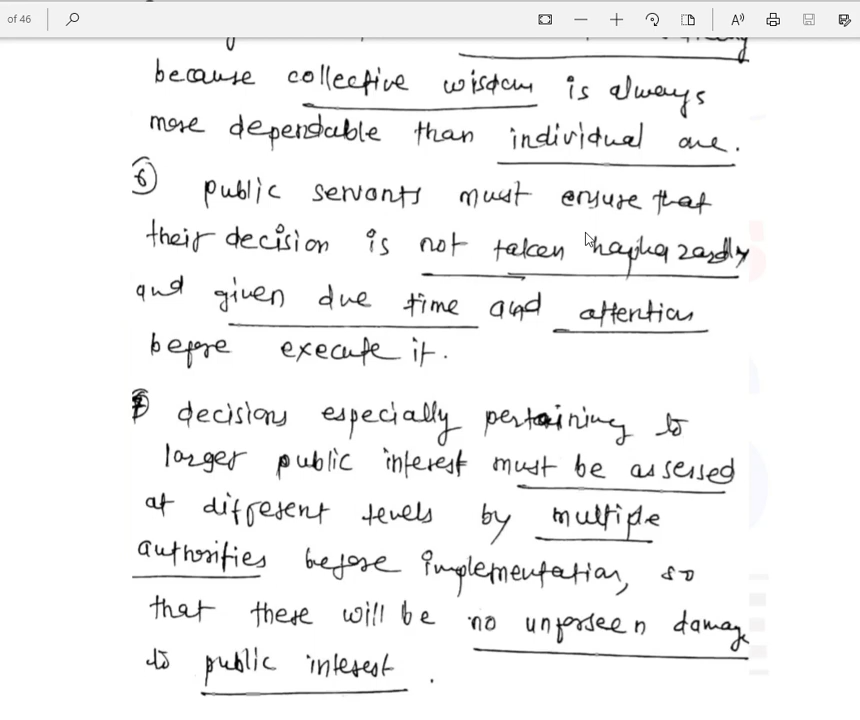 of 46
because collective wisdom is always
more dependable than individual one.
⑥ public servants must ensure that
their decision is not taken haphazardly
and given due time and attention
before execute it.
⑦ decisions especially pertaining to
larger public interest must be assessed
at different levels by multiple
authorities before implementation, so
that there will be no unforseen damage
to public interest.